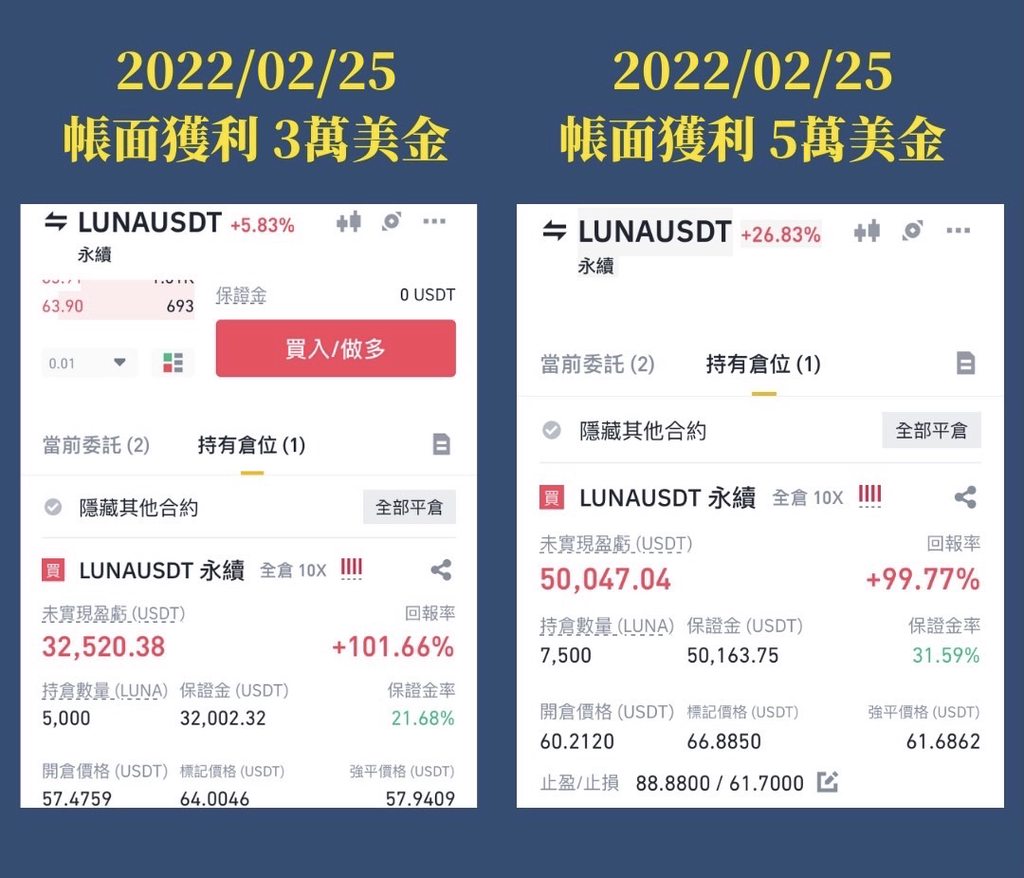 2022/02/25
帳面獲利 3萬美金
LUNAUSDT +5.83%
永續
63.90 693
保證金 0 USDT
買入/做多
0.01
當前委託 (2) 持有倉位 (1)
隱藏其他合約 全部平倉
買 LUNAUSDT 永續 全倉 10X
未實現盈虧 (USDT) 回報率
32,520.38 +101.66%
持倉數量 (LUNA) 保證金 (USDT) 保證金率
5,000 32,002.32 21.68%
開倉價格 (USDT) 標記價格 (USDT) 強平價格 (USDT)
57.4759 64.0046 57.9409
2022/02/25
帳面獲利 5萬美金
LUNAUSDT +26.83%
永續
當前委託 (2) 持有倉位 (1)
隱藏其他合約 全部平倉
買 LUNAUSDT 永續 全倉 10X
未實現盈虧 (USDT) 回報率
50,047.04 +99.77%
持倉數量 (LUNA) 保證金 (USDT) 保證金率
7,500 50,163.75 31.59%
開倉價格 (USDT) 標記價格 (USDT) 強平價格 (USDT)
60.2120 66.8850 61.6862
止盈/止損 88.8800 / 61.7000